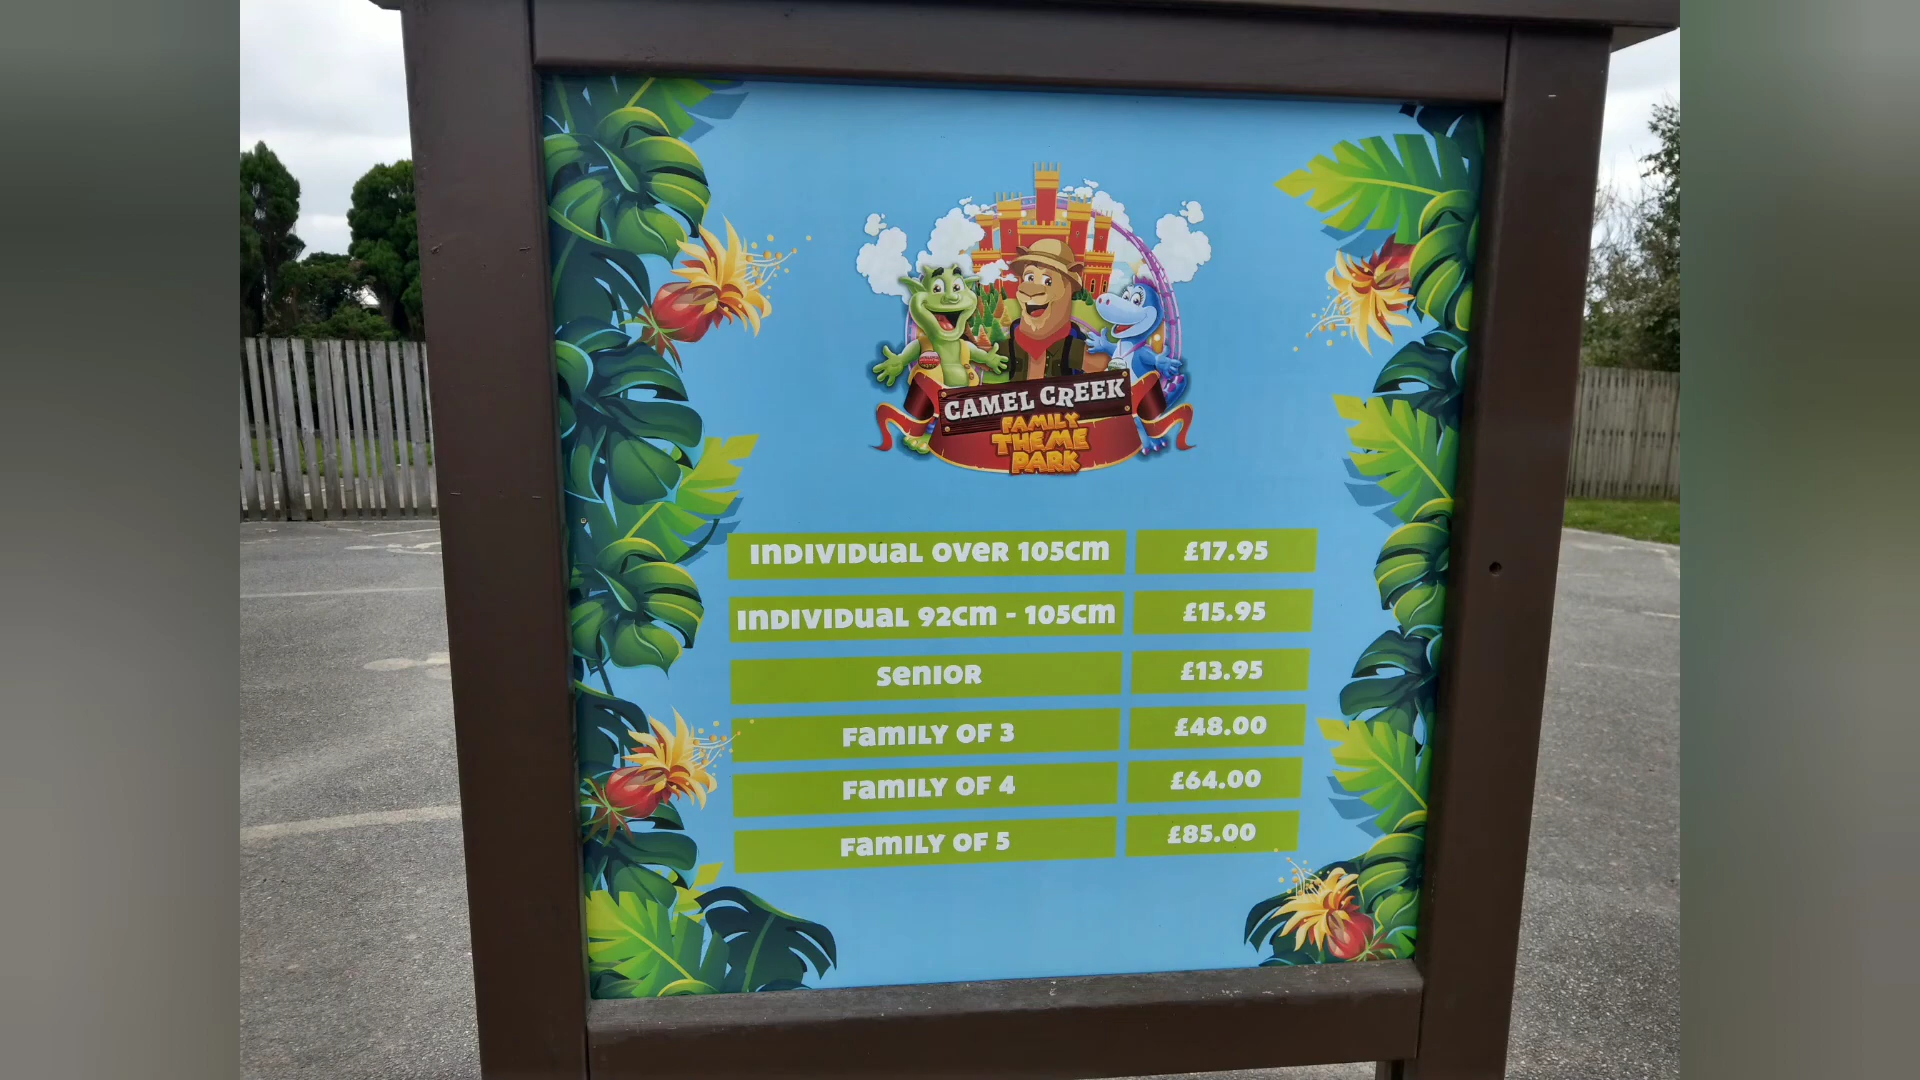 CAMEL CREEK
FAMILY
THEME
PARK
INDIVIDUAL OVER 105CM £17.95
INDIVIDUAL 92CM - 105CM £15.95
SENIOR £13.95
FAMILY OF 3 £48.00
FAMILY OF 4 £64.00
FAMILY OF 5 £85.00